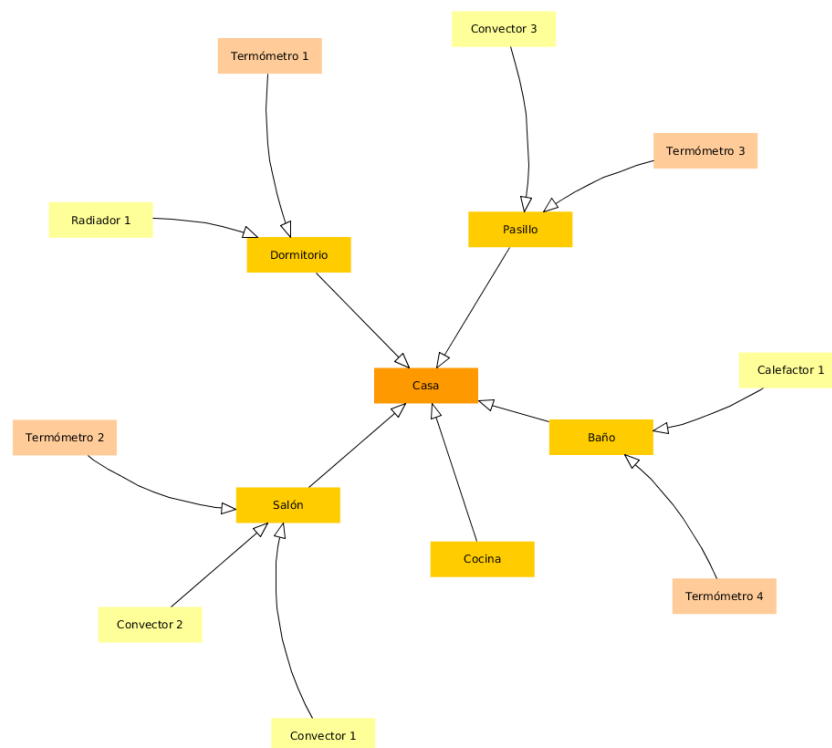 Convector 3
Termómetro 1
Termómetro 3
Radiador 1
Pasillo
Dormitorio
Calefactor 1
Casa
Termómetro 2
Baño
Salón
Cocina
Termómetro 4
Convector 2
Convector 1